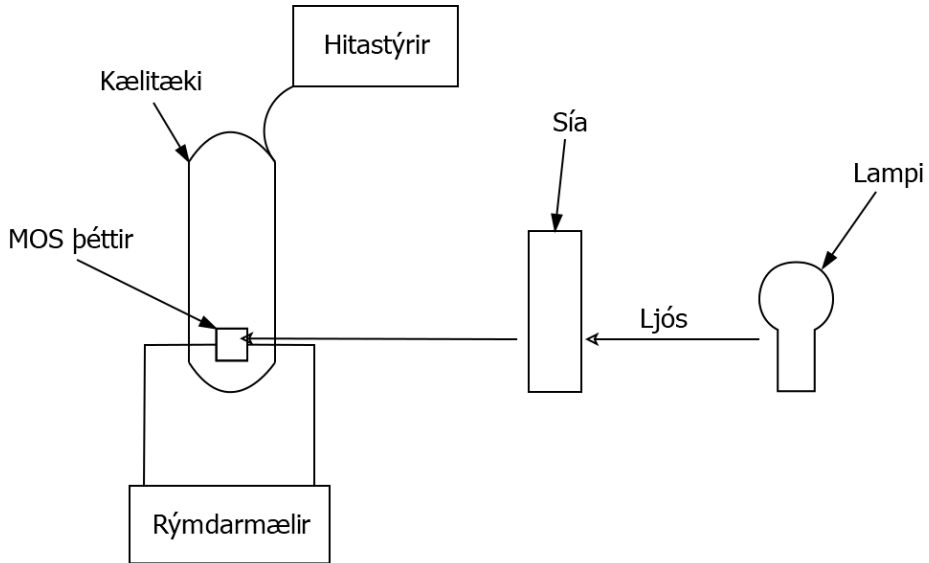 Hitastýrir
Kælitæki
Sía
Lampi
MOS þéttir
Ljós
Rýmdarmælir